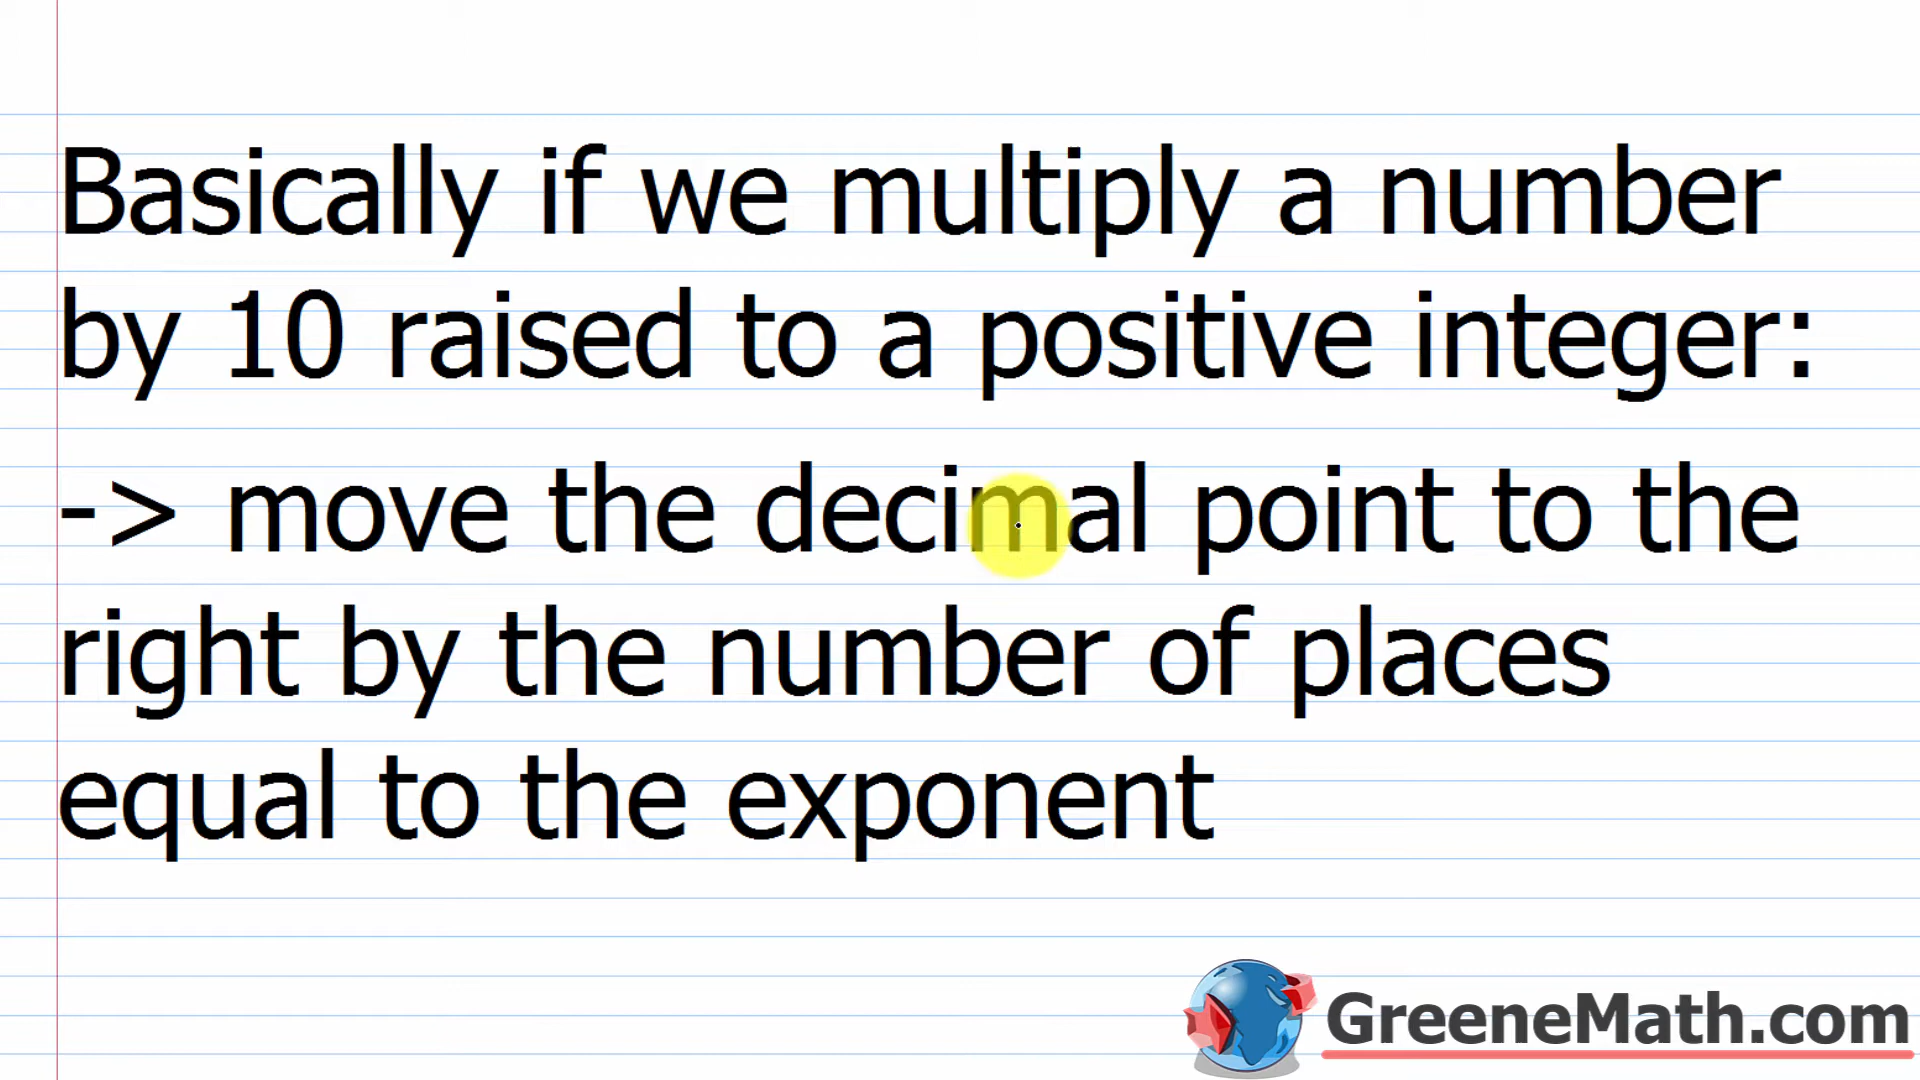 Basically if we multiply a number
by 10 raised to a positive integer:
-> move the decimal point to the
right by the number of places
equal to the exponent
GreeneMath.com